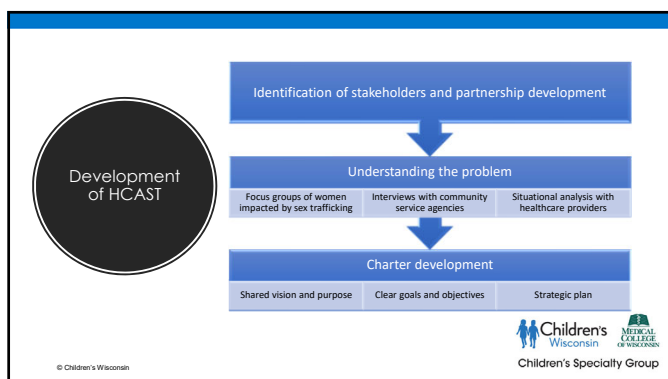 Identification of stakeholders and partnership development
Development
of HCAST
Understanding the problem
Focus groups of women
impacted by sex trafficking
Interviews with community
service agencies
Situational analysis with
healthcare providers
Charter development
Shared vision and purpose
Clear goals and objectives
Strategic plan
Children's
Wisconsin
MEDICAL
COLLEGE
OF WISCONSIN
Children's Specialty Group
© Children's Wisconsin